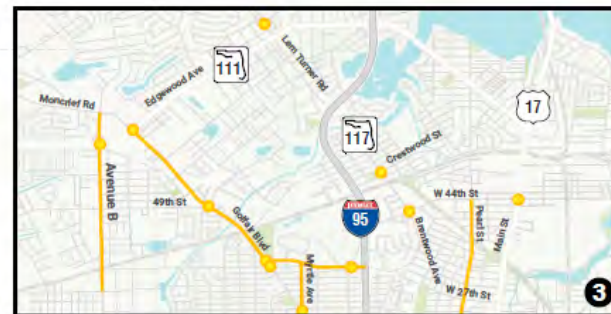 Lem Turner Rd
Edgewood Ave
111
Moncrief Rd
17
117
Crestwood St
Avenue B
49th St
Golfair Blvd
INTERSTATE
95
W 44th St
Pearl St
Main St
Brentwood Ave
Myrtle Ave
W 27th St
3